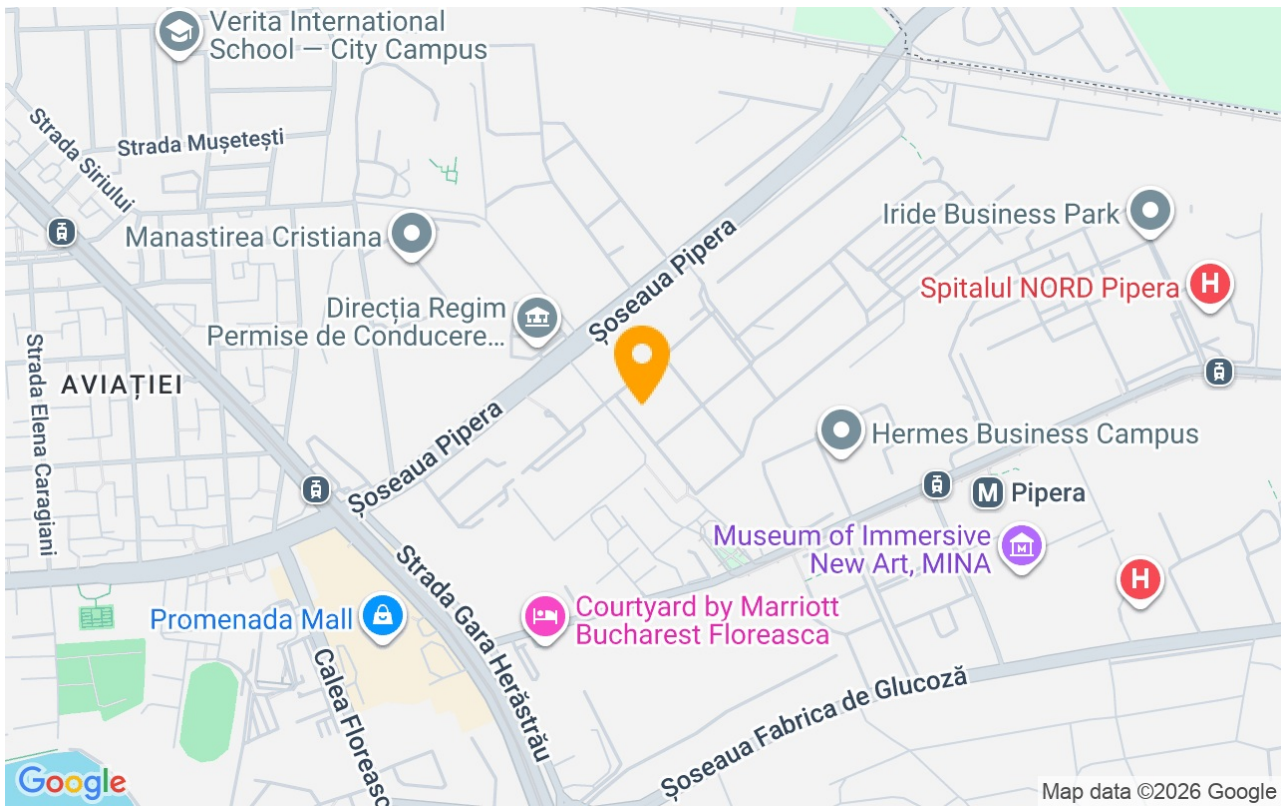 Verita International
School — City Campus
Strada Mușetești
Strada Siriului
Manastirea Cristiana
Iride Business Park
Spitalul NORD Pipera
H
Direcția Regim
Permise de Conducere...
Șoseaua Pipera
Strada Elena Caragiani
AVIAȚIEI
Șoseaua Pipera
Hermes Business Campus
M Pipera
Museum of Immersive
New Art, MINA
H
Promenada Mall
Strada Gara Herăstrău
Courtyard by Marriott
Bucharest Floreasca
Calea Floreasc
Șoseaua Fabrica de Glucoză
Google
Map data ©2026 Google